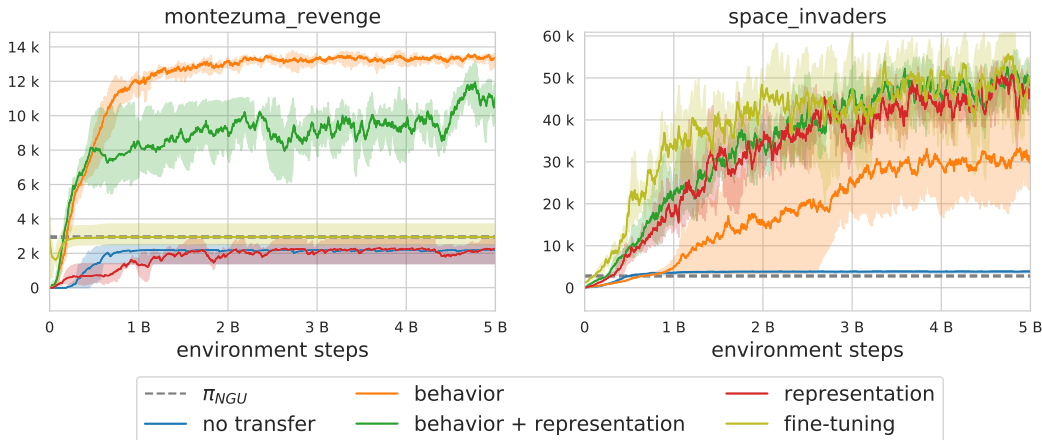 montezuma_revenge
14 k
12 k
10 k
8 k
6 k
4 k
2 k
0
0 1 B 2 B 3 B 4 B 5 B
environment steps
space_invaders
60 k
50 k
40 k
30 k
20 k
10 k
0
0 1 B 2 B 3 B 4 B 5 B
environment steps
π_NGU behavior representation
no transfer behavior + representation fine-tuning